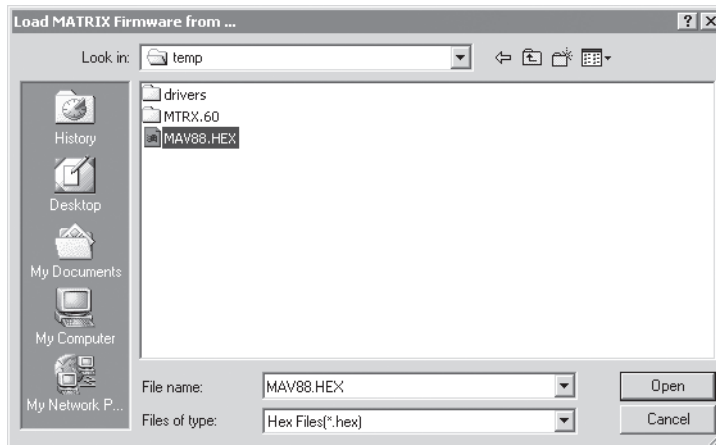 Load MATRIX Firmware from ...
Look in: temp
History
Desktop
My Documents
My Computer
My Network P...
drivers
MTRX.60
MAV88.HEX
File name: MAV88.HEX Open
Files of type: Hex Files(*.hex) Cancel